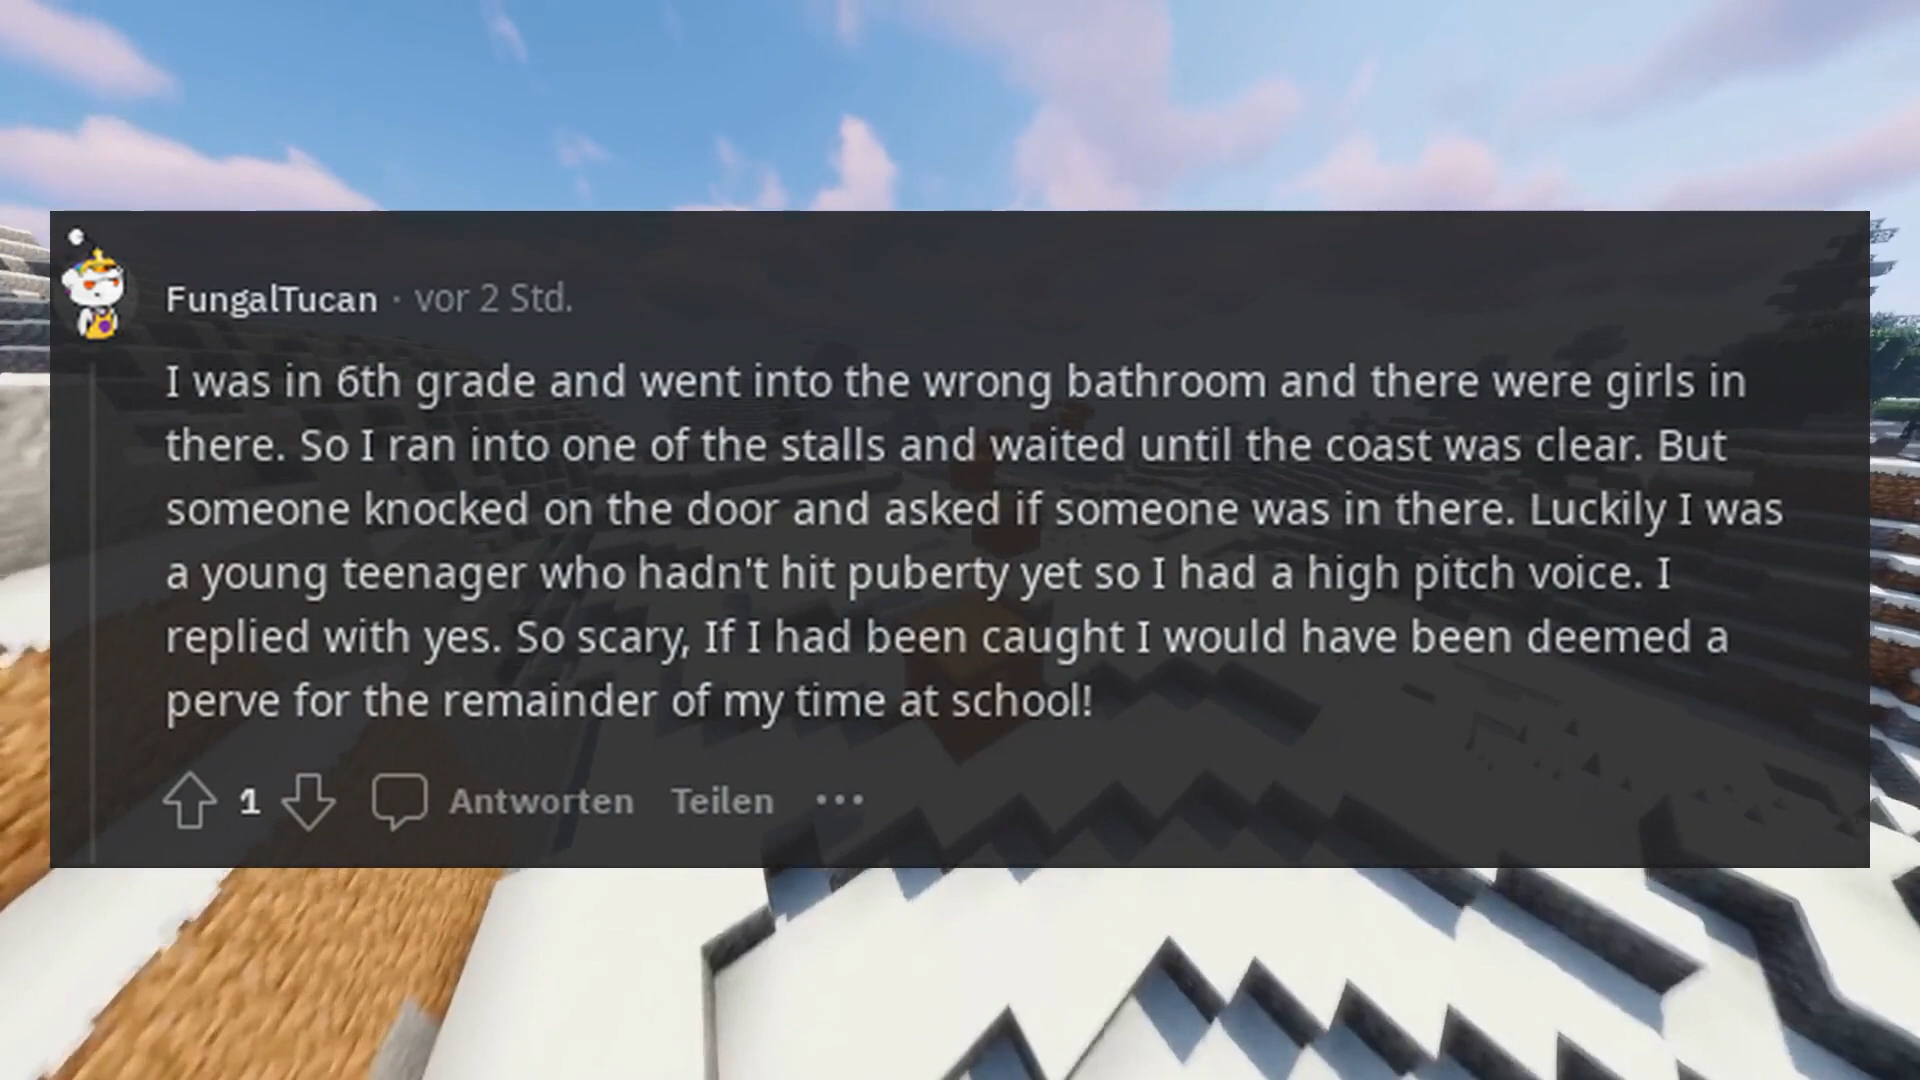 FungalTucan · vor 2 Std.
I was in 6th grade and went into the wrong bathroom and there were girls in
there. So I ran into one of the stalls and waited until the coast was clear. But
someone knocked on the door and asked if someone was in there. Luckily I was
a young teenager who hadn't hit puberty yet so I had a high pitch voice. I
replied with yes. So scary, If I had been caught I would have been deemed a
perve for the remainder of my time at school!
1 Antworten Teilen ···